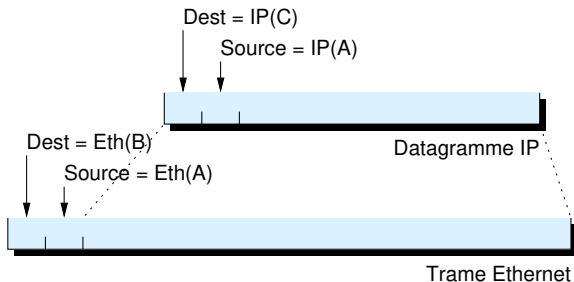 Dest = IP(C)
Source = IP(A)
Datagramme IP
Dest = Eth(B)
Source = Eth(A)
Trame Ethernet